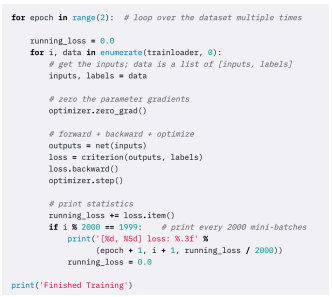 for epoch in range(2):  # loop over the dataset multiple times

    running_loss = 0.0
    for i, data in enumerate(trainloader, 0):
        # get the inputs; data is a list of [inputs, labels]
        inputs, labels = data

        # zero the parameter gradients
        optimizer.zero_grad()

        # forward + backward + optimize
        outputs = net(inputs)
        loss = criterion(outputs, labels)
        loss.backward()
        optimizer.step()

        # print statistics
        running_loss += loss.item()
        if i % 2000 == 1999:    # print every 2000 mini-batches
            print('[%d, %5d] loss: %.3f' %
                  (epoch + 1, i + 1, running_loss / 2000))
            running_loss = 0.0

print('Finished Training')